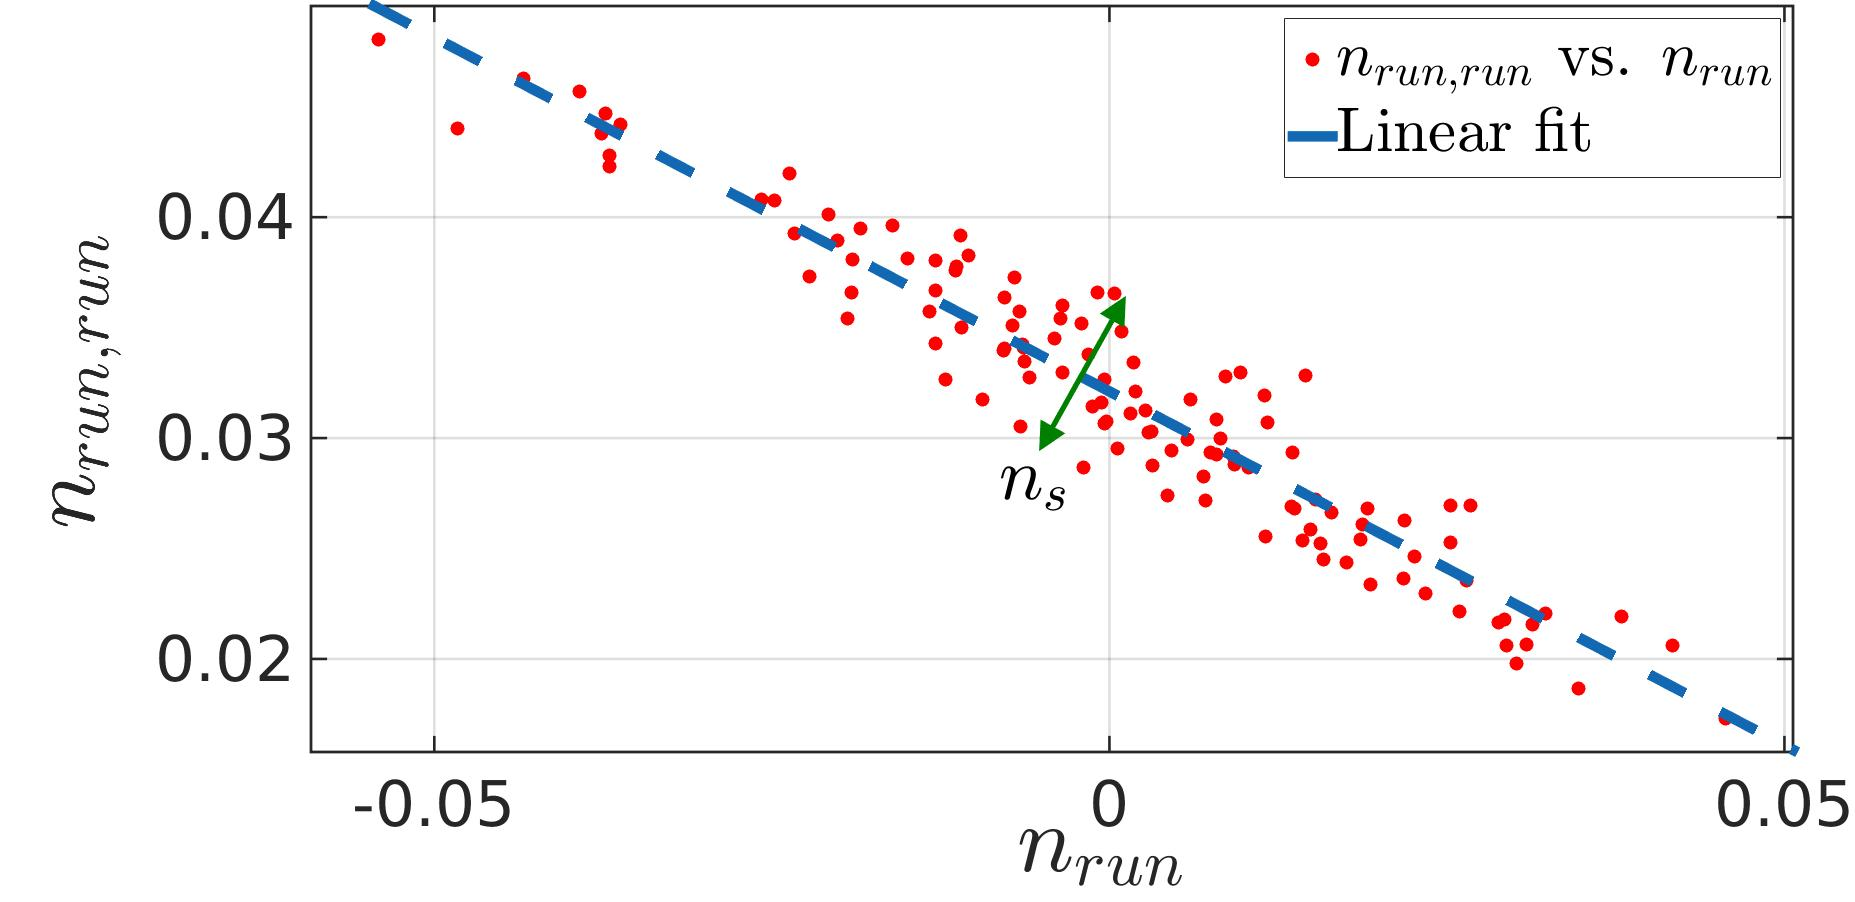 n_{run,run} vs. n_{run}
Linear fit
0.04
0.03
0.02
n_{run,run}
n_s
-0.05
0
0.05
n_{run}